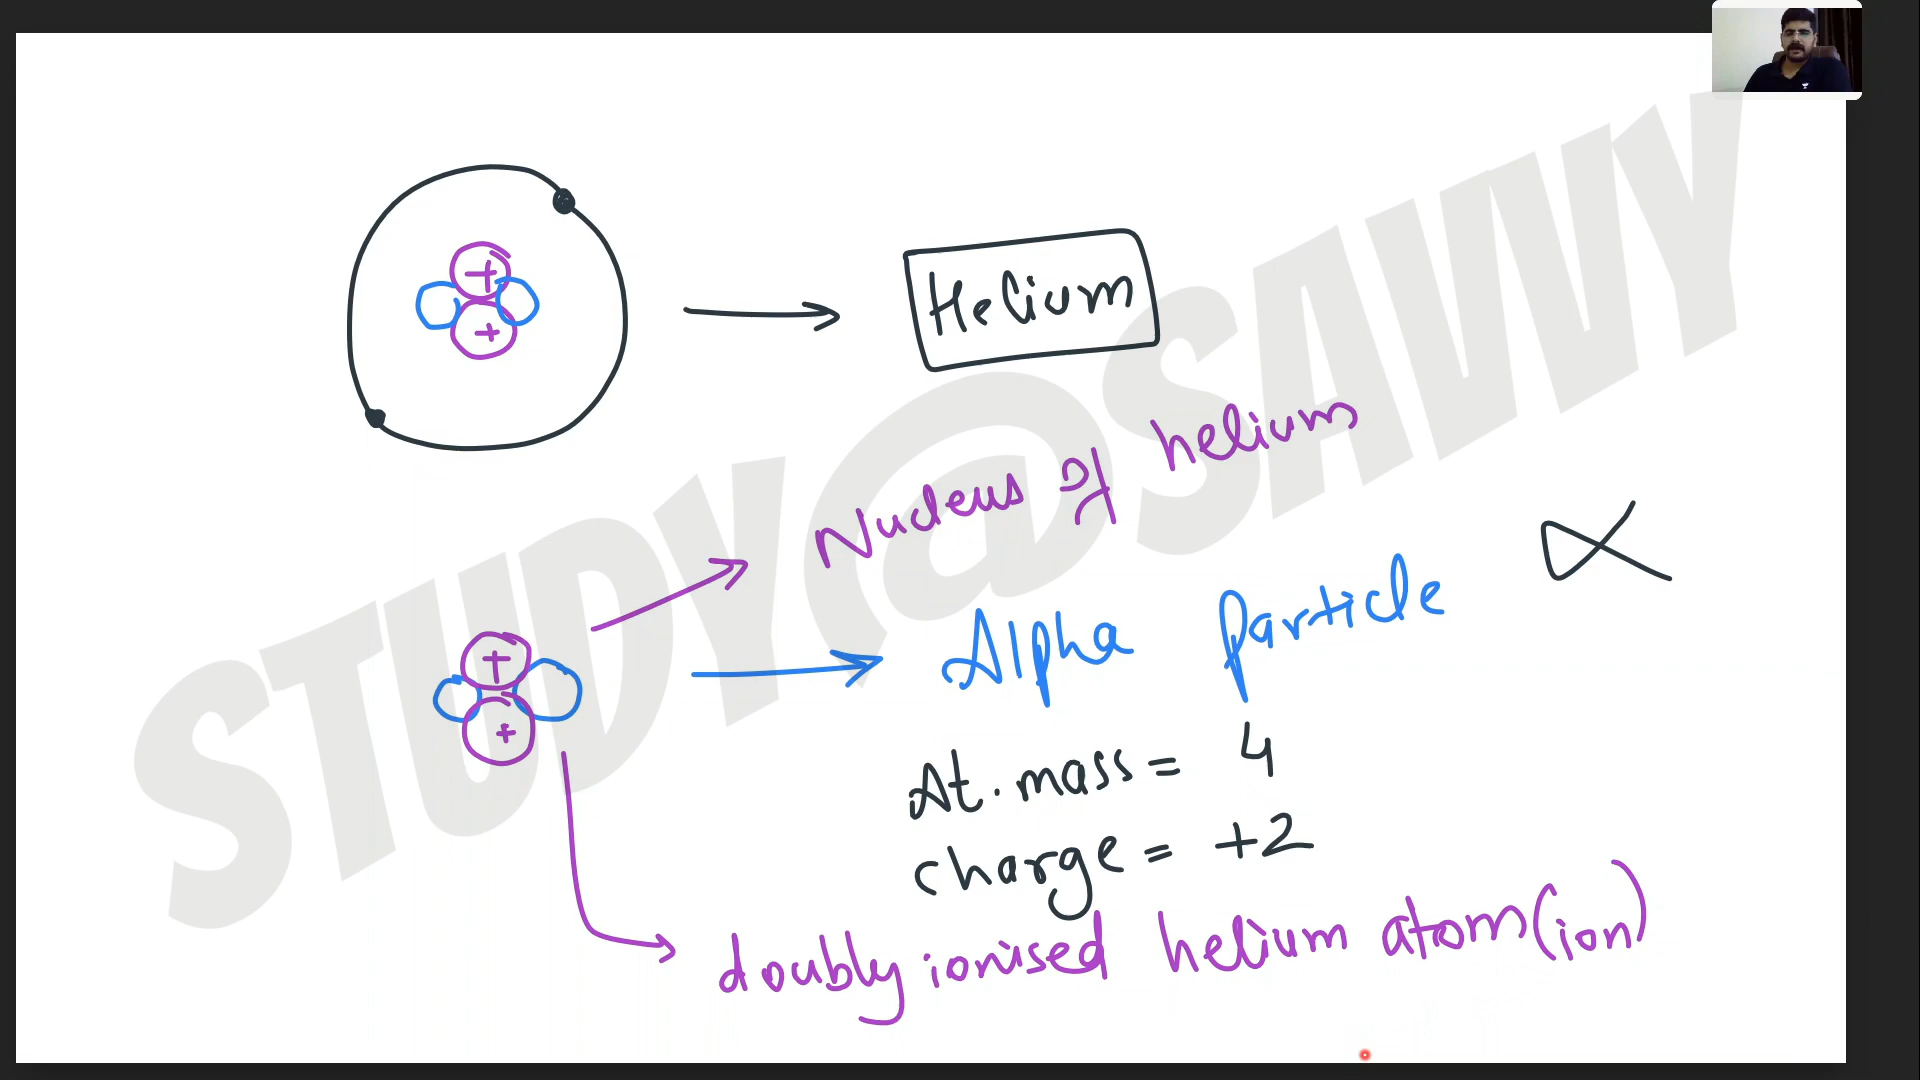 Helium
Nucleus of helium
Alpha particle α
At. mass = 4
charge = +2
doubly ionised helium atom (ion)
+
+
+
+
STUDY@SAVVY